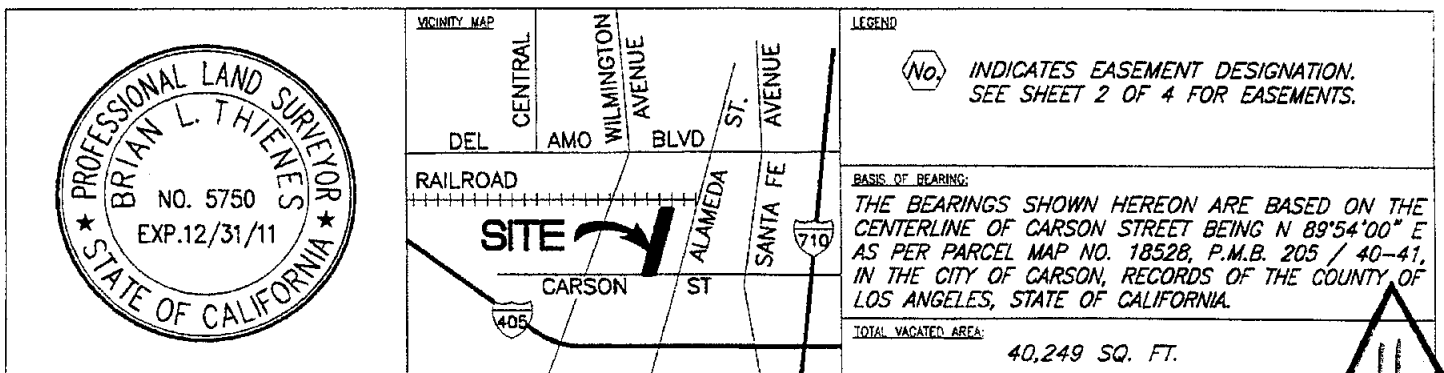 PROFESSIONAL LAND SURVEYOR
BRIAN L. THIENES
NO. 5750
EXP.12/31/11
★ STATE OF CALIFORNIA ★
VICINITY MAP
CENTRAL
WILMINGTON
AVENUE
ST.
AVENUE
DEL AMO BLVD
RAILROAD
SITE
ALAMEDA
SANTA FE
710
CARSON ST
405
LEGEND
No. INDICATES EASEMENT DESIGNATION.
SEE SHEET 2 OF 4 FOR EASEMENTS.
BASIS OF BEARING:
THE BEARINGS SHOWN HEREON ARE BASED ON THE
CENTERLINE OF CARSON STREET BEING N 89°54'00" E
AS PER PARCEL MAP NO. 18528, P.M.B. 205 / 40-41,
IN THE CITY OF CARSON, RECORDS OF THE COUNTY OF
LOS ANGELES, STATE OF CALIFORNIA.
TOTAL VACATED AREA:
40,249 SQ. FT.